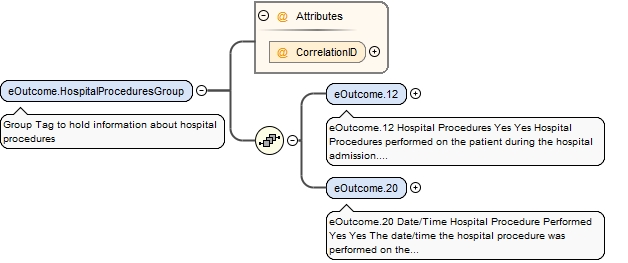 @ Attributes
@ CorrelationID
eOutcome.HospitalProceduresGroup
Group Tag to hold information about hospital
procedures
eOutcome.12
eOutcome.12 Hospital Procedures Yes Yes Hospital
Procedures performed on the patient during the hospital
admission....
eOutcome.20
eOutcome.20 Date/Time Hospital Procedure Performed
Yes Yes The date/time the hospital procedure was
performed on the...